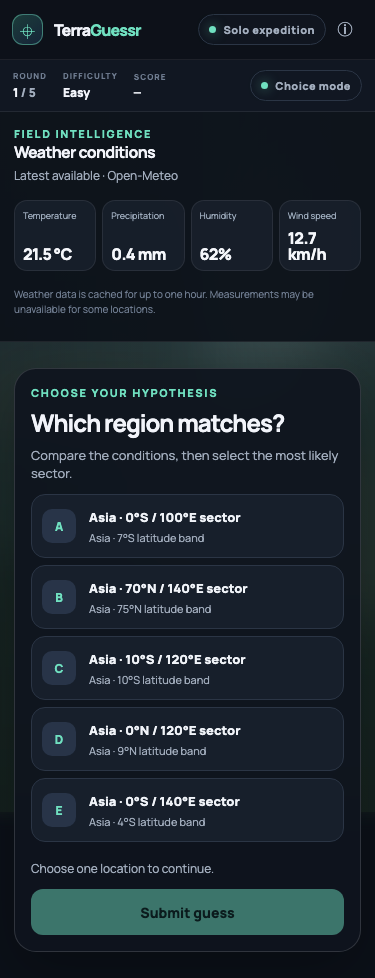 TerraGuessr
Solo expedition
ROUND
1 / 5
DIFFICULTY
Easy
SCORE
–
Choice mode
FIELD INTELLIGENCE
Weather conditions
Latest available · Open-Meteo
Temperature
21.5°C
Precipitation
0.4 mm
Humidity
62%
Wind speed
12.7
km/h
Weather data is cached for up to one hour. Measurements may be
unavailable for some locations.
CHOOSE YOUR HYPOTHESIS
Which region matches?
Compare the conditions, then select the most likely
sector.
A
Asia · 0°S / 100°E sector
Asia · 7°S latitude band
B
Asia · 70°N / 140°E sector
Asia · 75°N latitude band
C
Asia · 10°S / 120°E sector
Asia · 10°S latitude band
D
Asia · 0°N / 120°E sector
Asia · 9°N latitude band
E
Asia · 0°S / 140°E sector
Asia · 4°S latitude band
Choose one location to continue.
Submit guess